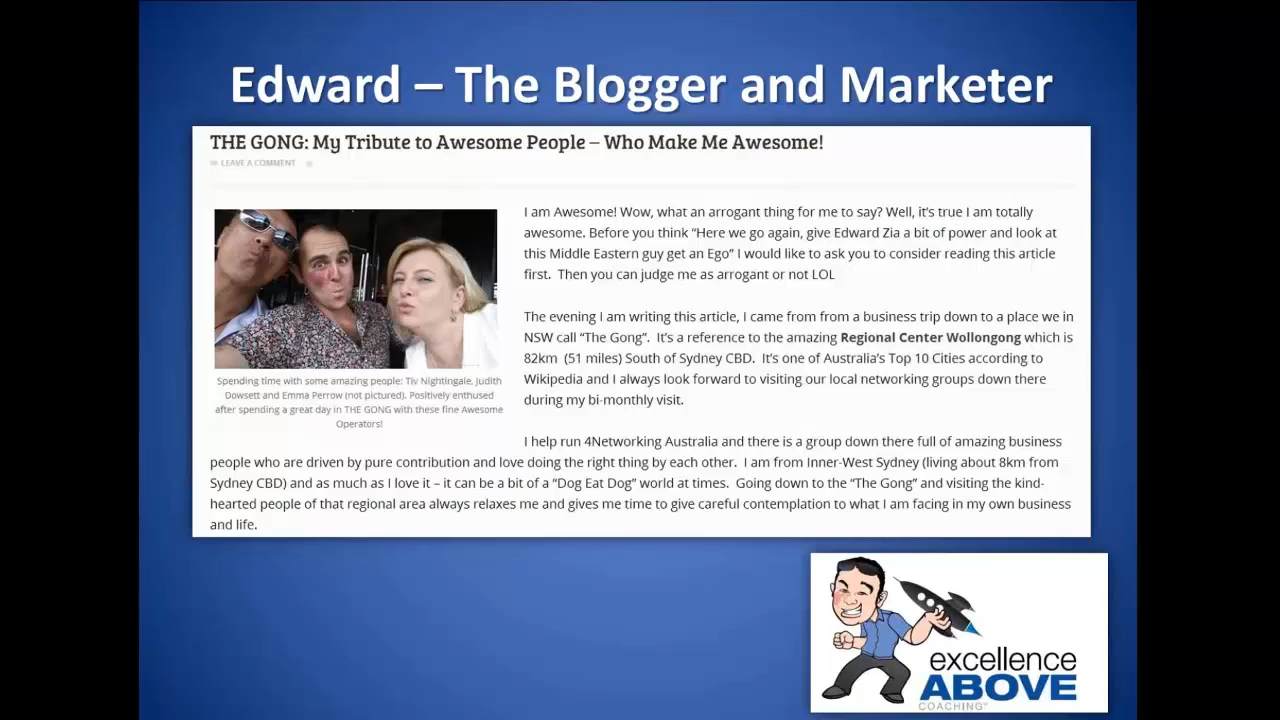 Edward – The Blogger and Marketer
THE GONG: My Tribute to Awesome People – Who Make Me Awesome!
LEAVE A COMMENT
I am Awesome! Wow, what an arrogant thing for me to say? Well, it's true I am totally
awesome. Before you think "Here we go again, give Edward Zia a bit of power and look at
this Middle Eastern guy get an Ego" I would like to ask you to consider reading this article
first. Then you can judge me as arrogant or not LOL
Spending time with some amazing people: Tiv Nightingale, Judith
Dowsett and Emma Perrow (not pictured). Positively enthused
after spending a great day in THE GONG with these fine Awesome
Operators!
The evening I am writing this article, I came from from a business trip down to a place we in
NSW call "The Gong". It's a reference to the amazing Regional Center Wollongong which is
82km (51 miles) South of Sydney CBD. It's one of Australia's Top 10 Cities according to
Wikipedia and I always look forward to visiting our local networking groups down there
during my bi-monthly visit.
I help run 4Networking Australia and there is a group down there full of amazing business
people who are driven by pure contribution and love doing the right thing by each other. I am from Inner-West Sydney (living about 8km from
Sydney CBD) and as much as I love it – it can be a bit of a "Dog Eat Dog" world at times. Going down to the "The Gong" and visiting the kind-
hearted people of that regional area always relaxes me and gives me time to give careful contemplation to what I am facing in my own business
and life.
excellence
ABOVE
COACHING